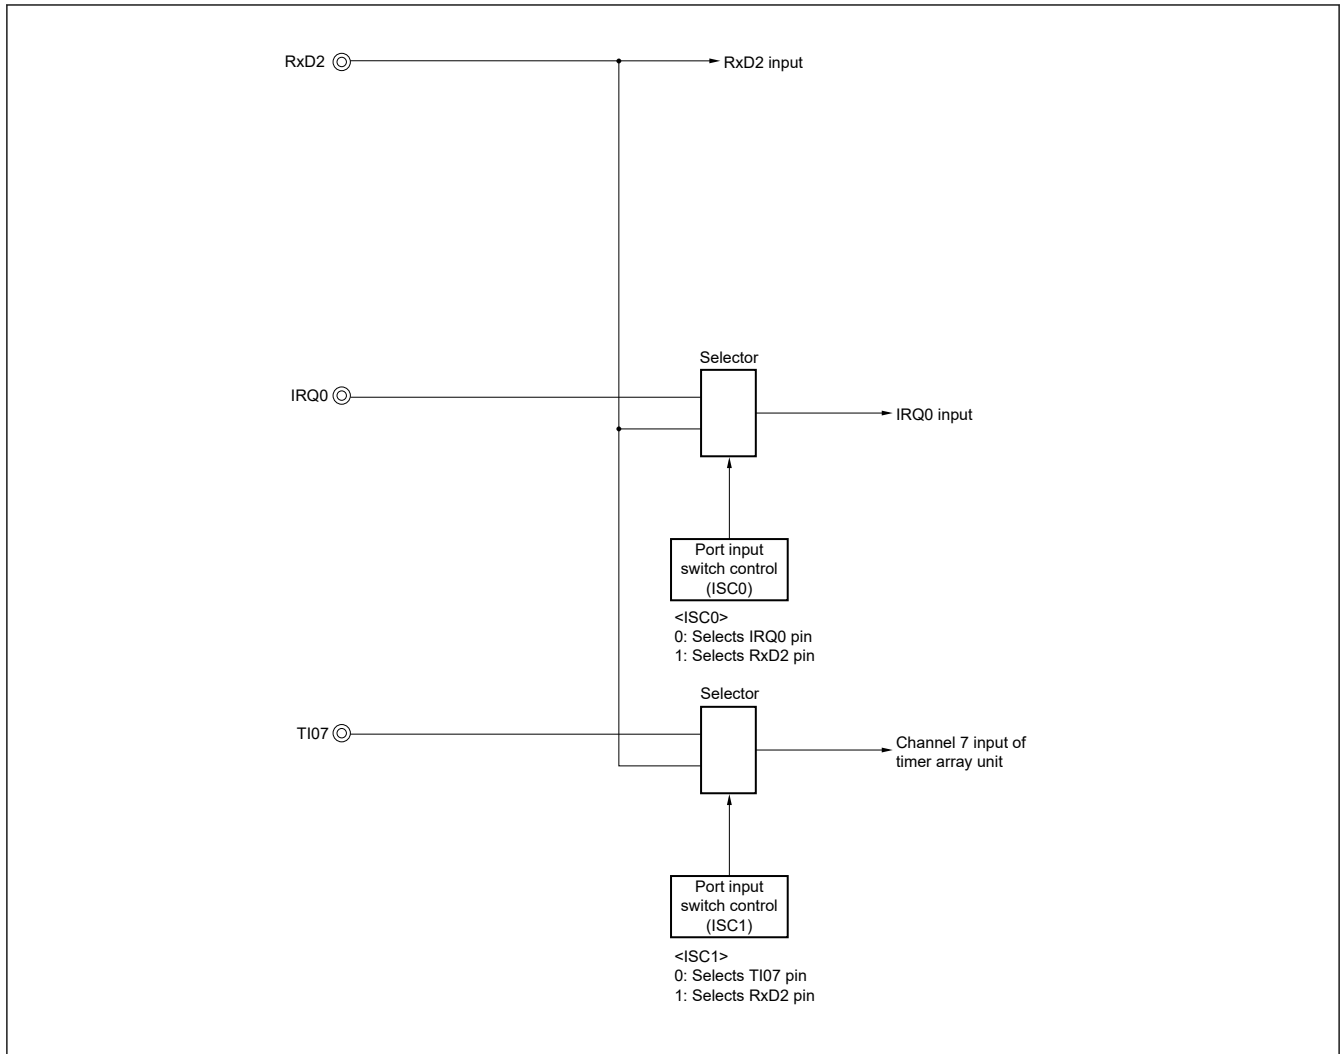 RxD2
RxD2 input
Selector
IRQ0
IRQ0 input
Port input
switch control
(ISC0)
<ISC0>
0: Selects IRQ0 pin
1: Selects RxD2 pin
Selector
TI07
Channel 7 input of
timer array unit
Port input
switch control
(ISC1)
<ISC1>
0: Selects TI07 pin
1: Selects RxD2 pin